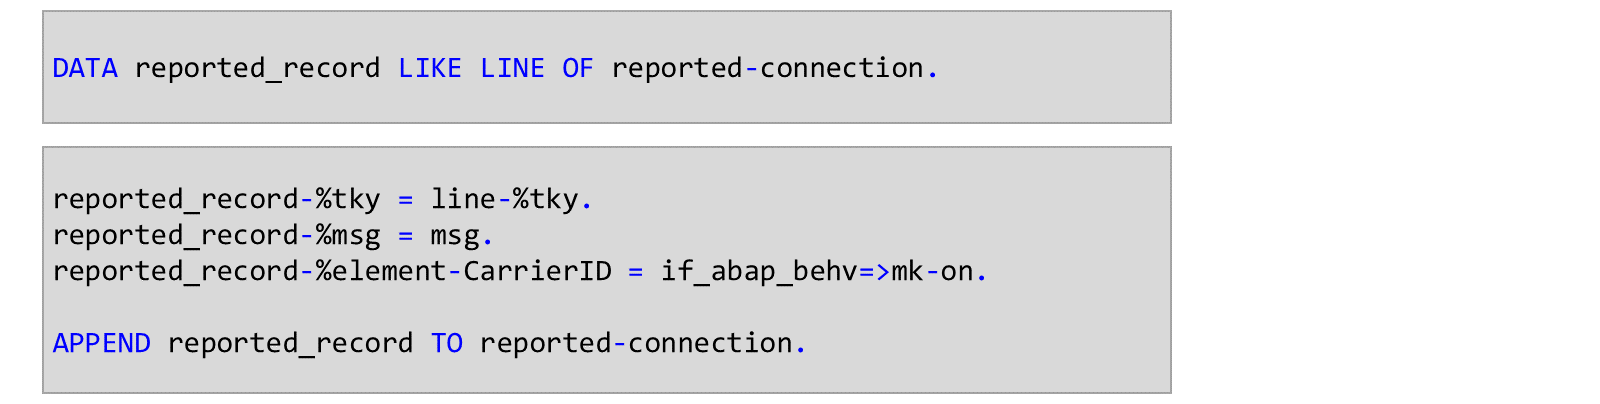 DATA reported_record LIKE LINE OF reported-connection.
reported_record-%tky = line-%tky.
reported_record-%msg = msg.
reported_record-%element-CarrierID = if_abap_behv=>mk-on.
APPEND reported_record TO reported-connection.